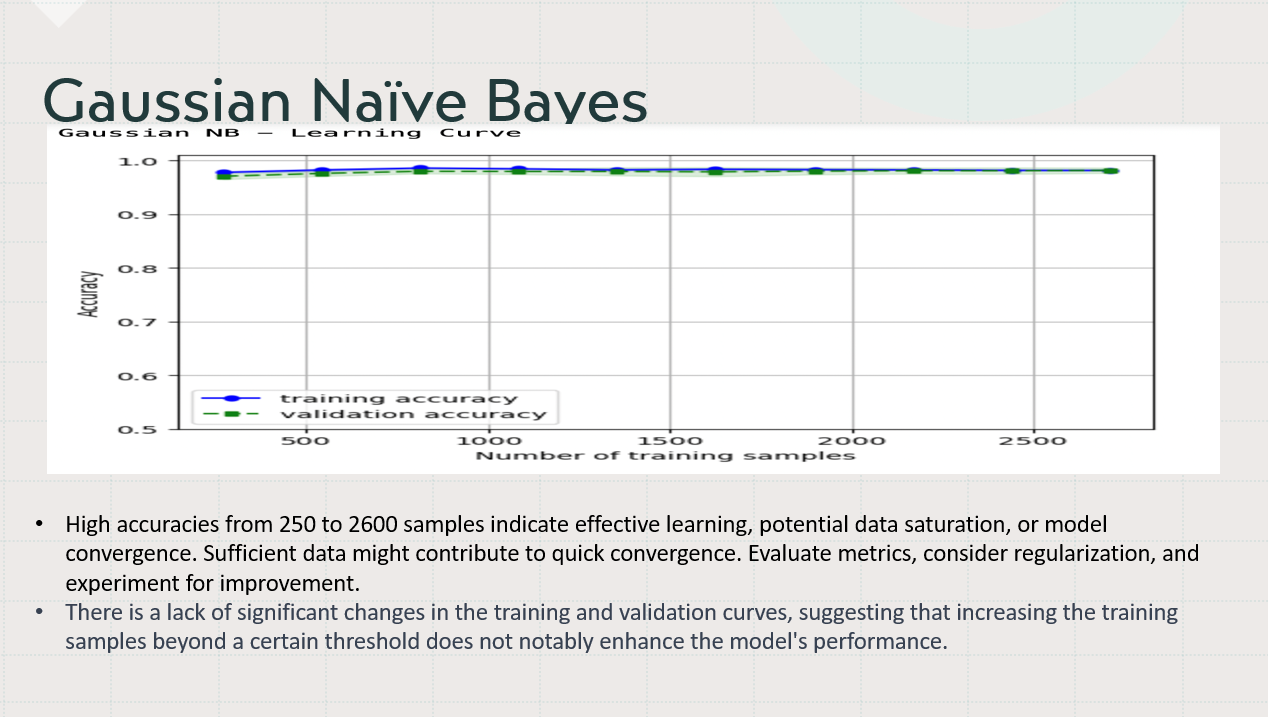 Gaussian Naïve Bayes
Gaussian NB – Learning Curve
1.0
0.9
0.8
0.7
0.6
0.5
Accuracy
training accuracy
validation accuracy
500 1000 1500 2000 2500
Number of training samples
• High accuracies from 250 to 2600 samples indicate effective learning, potential data saturation, or model
convergence. Sufficient data might contribute to quick convergence. Evaluate metrics, consider regularization, and
experiment for improvement.
• There is a lack of significant changes in the training and validation curves, suggesting that increasing the training
samples beyond a certain threshold does not notably enhance the model's performance.